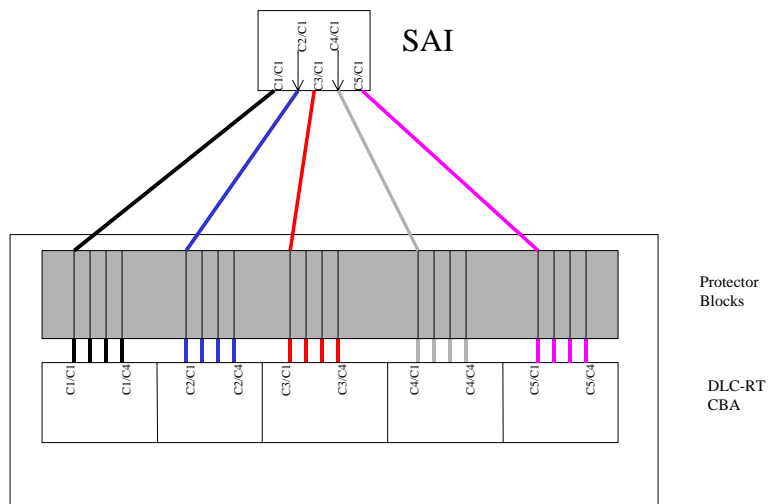 SAI
C1/C1
C2/C1
C3/C1
C4/C1
C5/C1
Protector
Blocks
C1/C1
C1/C4
C2/C1
C2/C4
C3/C1
C3/C4
C4/C1
C4/C4
C5/C1
C5/C4
DLC-RT
CBA